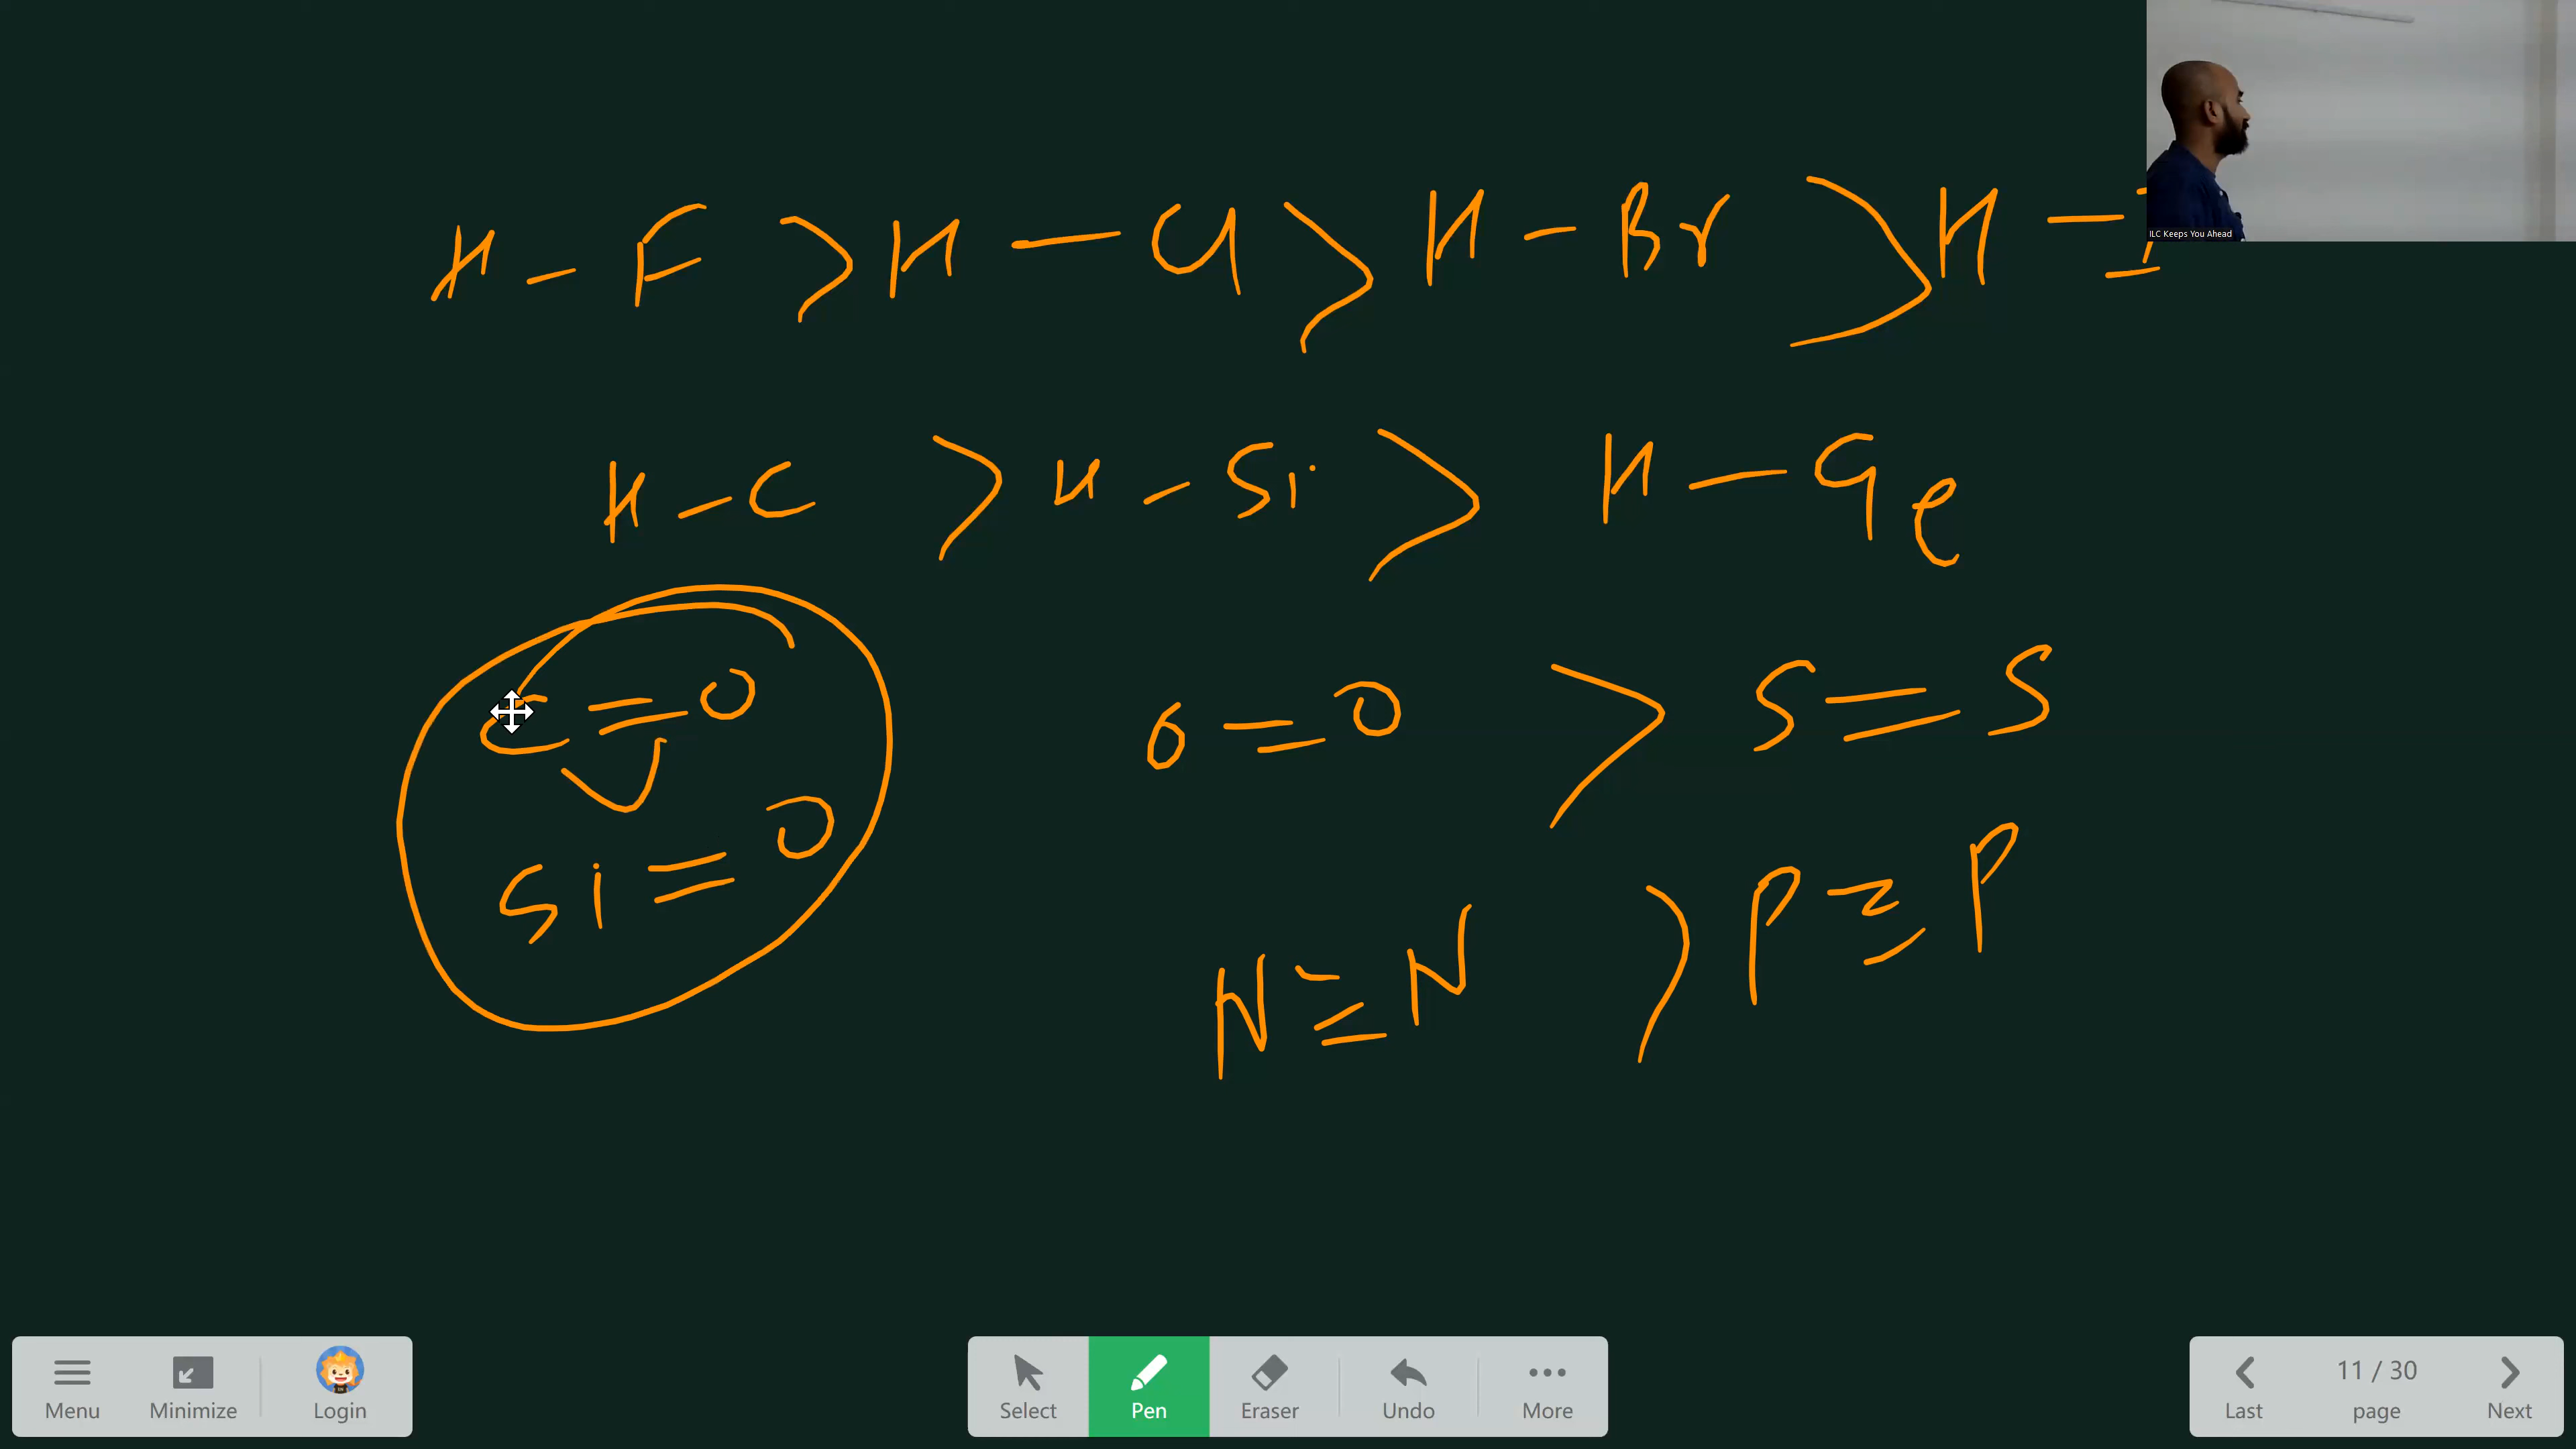 H - F > H - Cl > H - Br > H - I
H - C > H - Si > H - Ge
C = O
Si = O
O = O > S = S
N ≡ N > P ≡ P
ILC Keeps You Ahead
Menu Minimize Login Select Pen Eraser Undo More Last 11 / 30 page Next